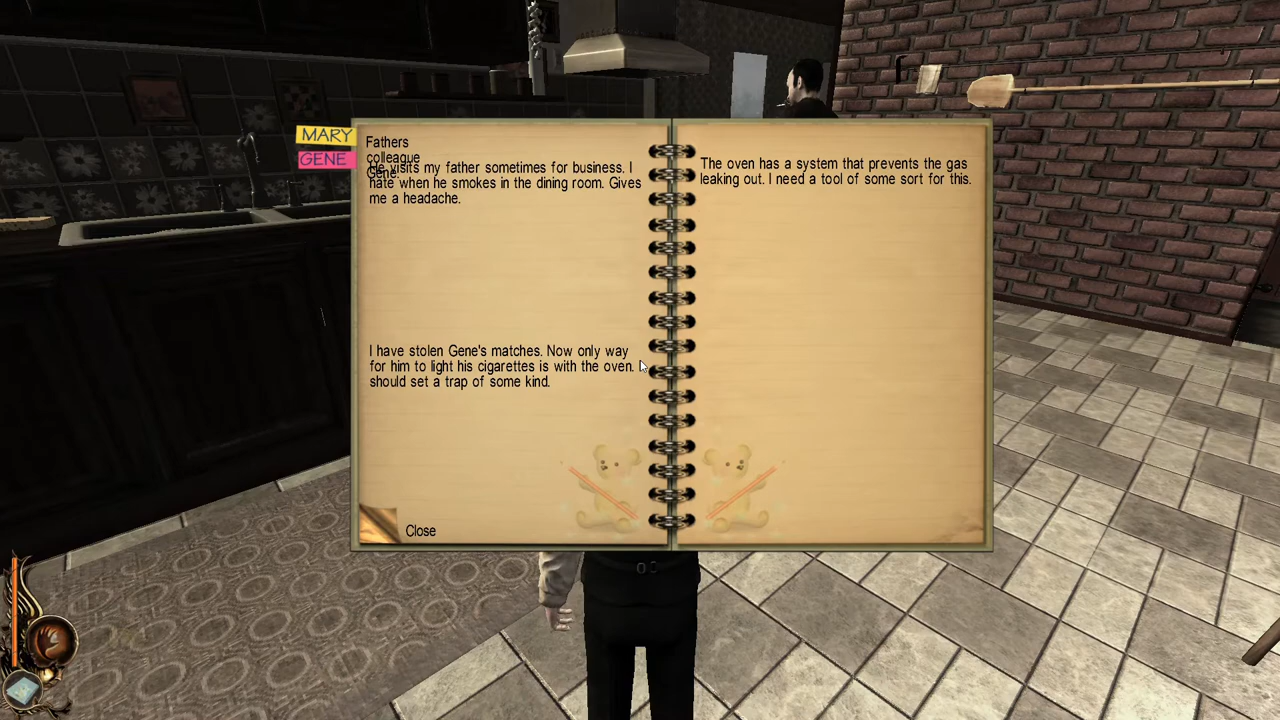 MARY
GENE
Fathers
colleague
Gene.
He visits my father sometimes for business. I
hate when he smokes in the dining room. Gives
me a headache.
I have stolen Gene's matches. Now only way
for him to light his cigarettes is with the oven. I
should set a trap of some kind.
Close
The oven has a system that prevents the gas
leaking out. I need a tool of some sort for this.